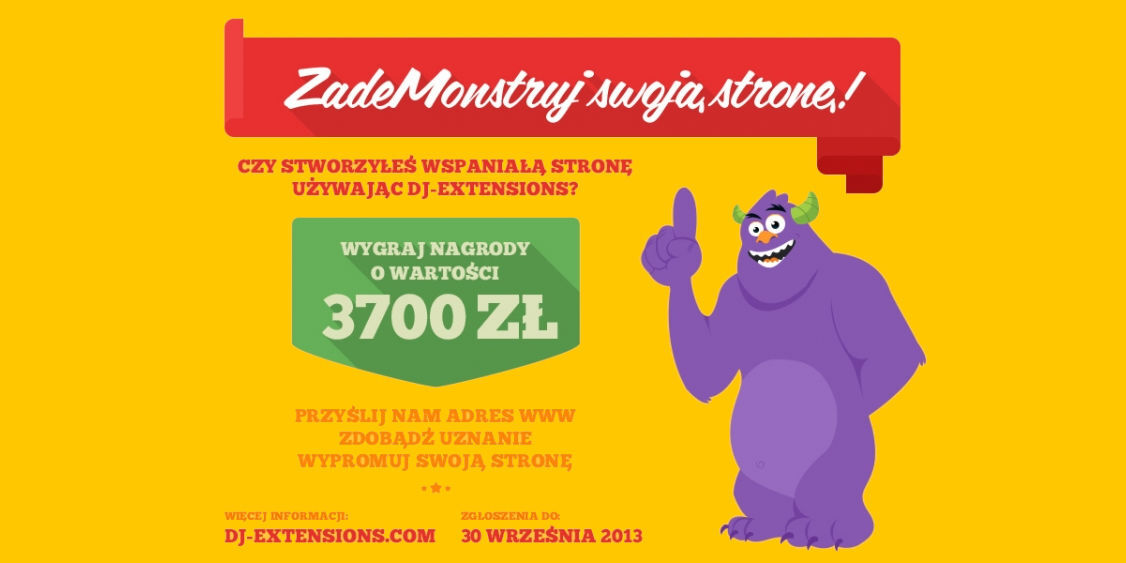 ZadeMonstruj swoją stronę!
CZY STWORZYŁEŚ WSPANIAŁĄ STRONĘ
UŻYWAJĄC DJ-EXTENSIONS?
WYGRAJ NAGRODY
O WARTOŚCI
3700 ZŁ
PRZYŚLIJ NAM ADRES WWW
ZDOBĄDŹ UZNANIE
WYPROMUJ SWOJĄ STRONĘ
WIĘCEJ INFORMACJI:
DJ-EXTENSIONS.COM
ZGŁOSZENIA DO:
30 WRZEŚNIA 2013